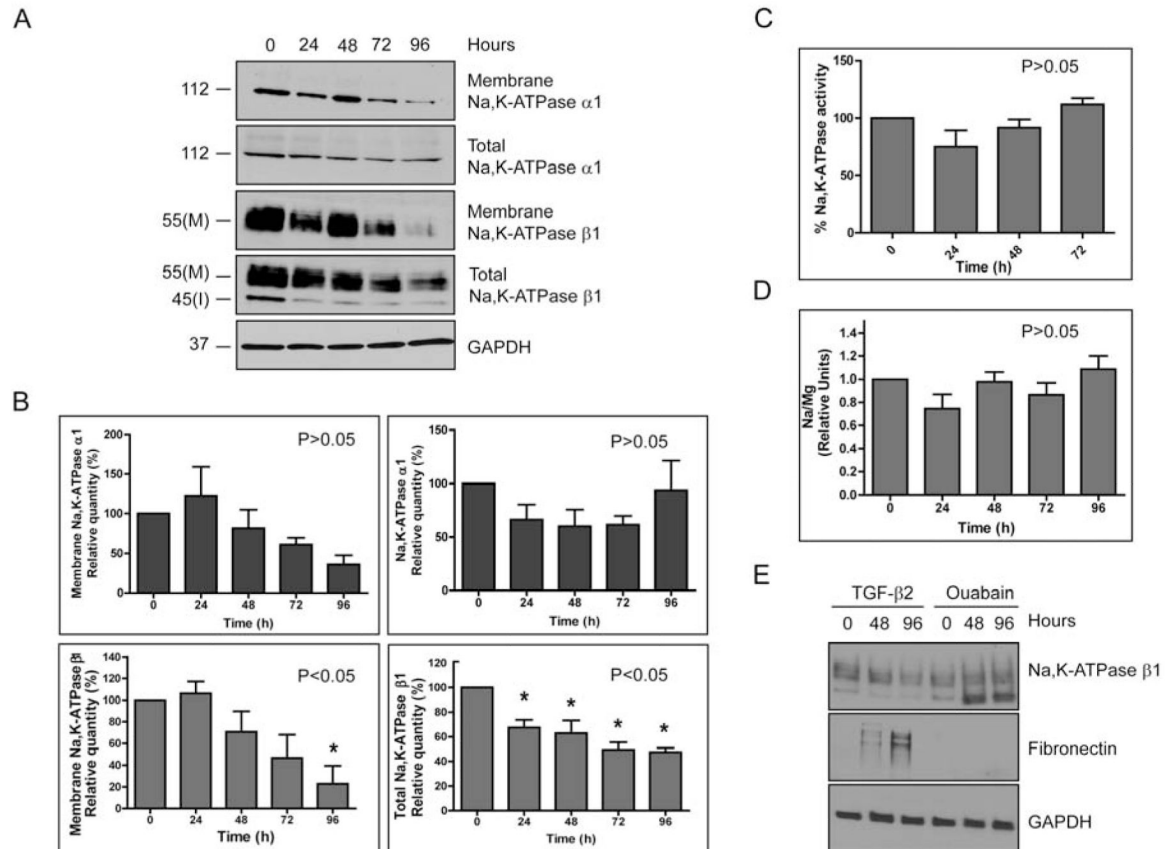 A
0 24 48 72 96 Hours
112
Membrane
Na,K-ATPase α1
112
Total
Na,K-ATPase α1
55(M)
Membrane
Na,K-ATPase β1
55(M)
45(I)
Total
Na,K-ATPase β1
37
GAPDH
B
Membrane Na,K-ATPase α1
Relative quantity (%)
200
150
100
50
0
P>0.05
0 24 48 72 96
Time (h)
Na,K-ATPase α1
Relative quantity (%)
150
100
50
0
P>0.05
0 24 48 72 96
Time (h)
Membrane Na,K-ATPase β1
Relative quantity (%)
140
120
100
80
60
40
20
0
P<0.05
*
0 24 48 72 96
Time (h)
Total Na,K-ATPase β1
Relative quantity (%)
120
100
80
60
40
20
0
P<0.05
* * * *
0 24 48 72 96
Time (h)
C
% Na,K-ATPase activity
150
100
50
0
P>0.05
0 24 48 72
Time (h)
D
Na/Mg
(Relative Units)
1.4
1.2
1.0
0.8
0.6
0.4
0.2
0.0
P>0.05
0 24 48 72 96
Time (h)
E
TGF-β2 Ouabain
0 48 96 0 48 96 Hours
Na,K-ATPase β1
Fibronectin
GAPDH